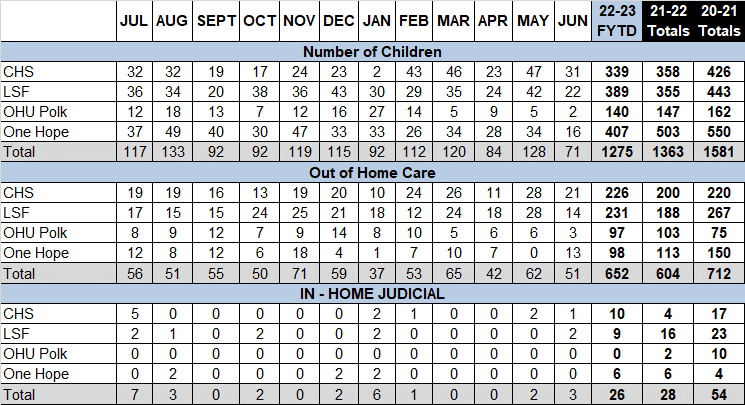 22-23 21-22 20-21
JUL AUG SEPT OCT NOV DEC JAN FEB MAR APR MAY JUN FYTD Totals Totals
Number of Children
CHS 32 32 19 17 24 23 2 43 46 23 47 31 339 358 426
LSF 36 34 20 38 36 43 30 29 35 24 42 22 389 355 443
OHU Polk 12 18 13 7 12 16 27 14 5 9 5 2 140 147 162
One Hope 37 49 40 30 47 33 33 26 34 28 34 16 407 503 550
Total 117 133 92 92 119 115 92 112 120 84 128 71 1275 1363 1581
Out of Home Care
CHS 19 19 16 13 19 20 10 24 26 11 28 21 226 200 220
LSF 17 15 15 24 25 21 18 12 24 18 28 14 231 188 267
OHU Polk 8 9 12 7 9 14 8 10 5 6 6 3 97 103 75
One Hope 12 8 12 6 18 4 1 7 10 7 0 13 98 113 150
Total 56 51 55 50 71 59 37 53 65 42 62 51 652 604 712
IN - HOME JUDICIAL
CHS 5 0 0 0 0 0 2 1 0 0 2 1 10 4 17
LSF 2 1 0 2 0 0 2 0 0 0 0 2 9 16 23
OHU Polk 0 0 0 0 0 0 0 0 0 0 0 0 0 2 10
One Hope 0 2 0 0 0 2 2 0 0 0 0 0 6 6 4
Total 7 3 0 2 0 2 6 1 0 0 2 3 26 28 54